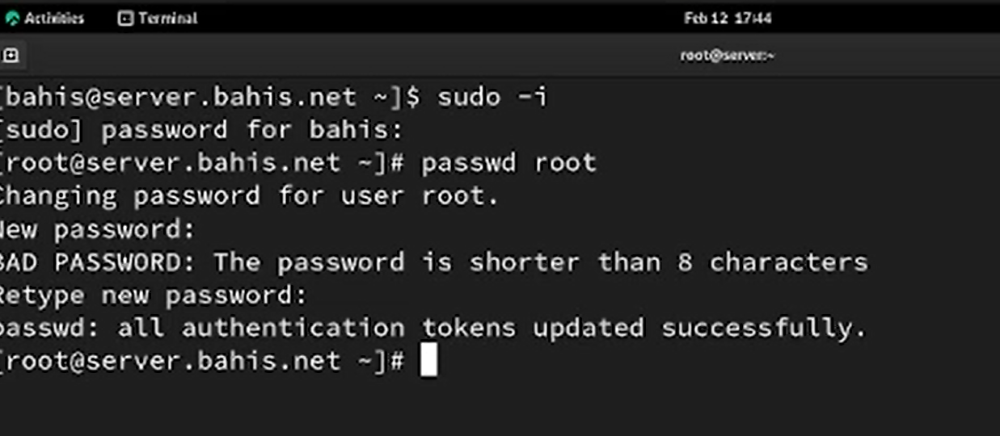 Activities Terminal Feb 12 17:44
root@server:~
[bahis@server.bahis.net ~]$ sudo -i
[sudo] password for bahis:
[root@server.bahis.net ~]# passwd root
Changing password for user root.
New password:
BAD PASSWORD: The password is shorter than 8 characters
Retype new password:
passwd: all authentication tokens updated successfully.
[root@server.bahis.net ~]#